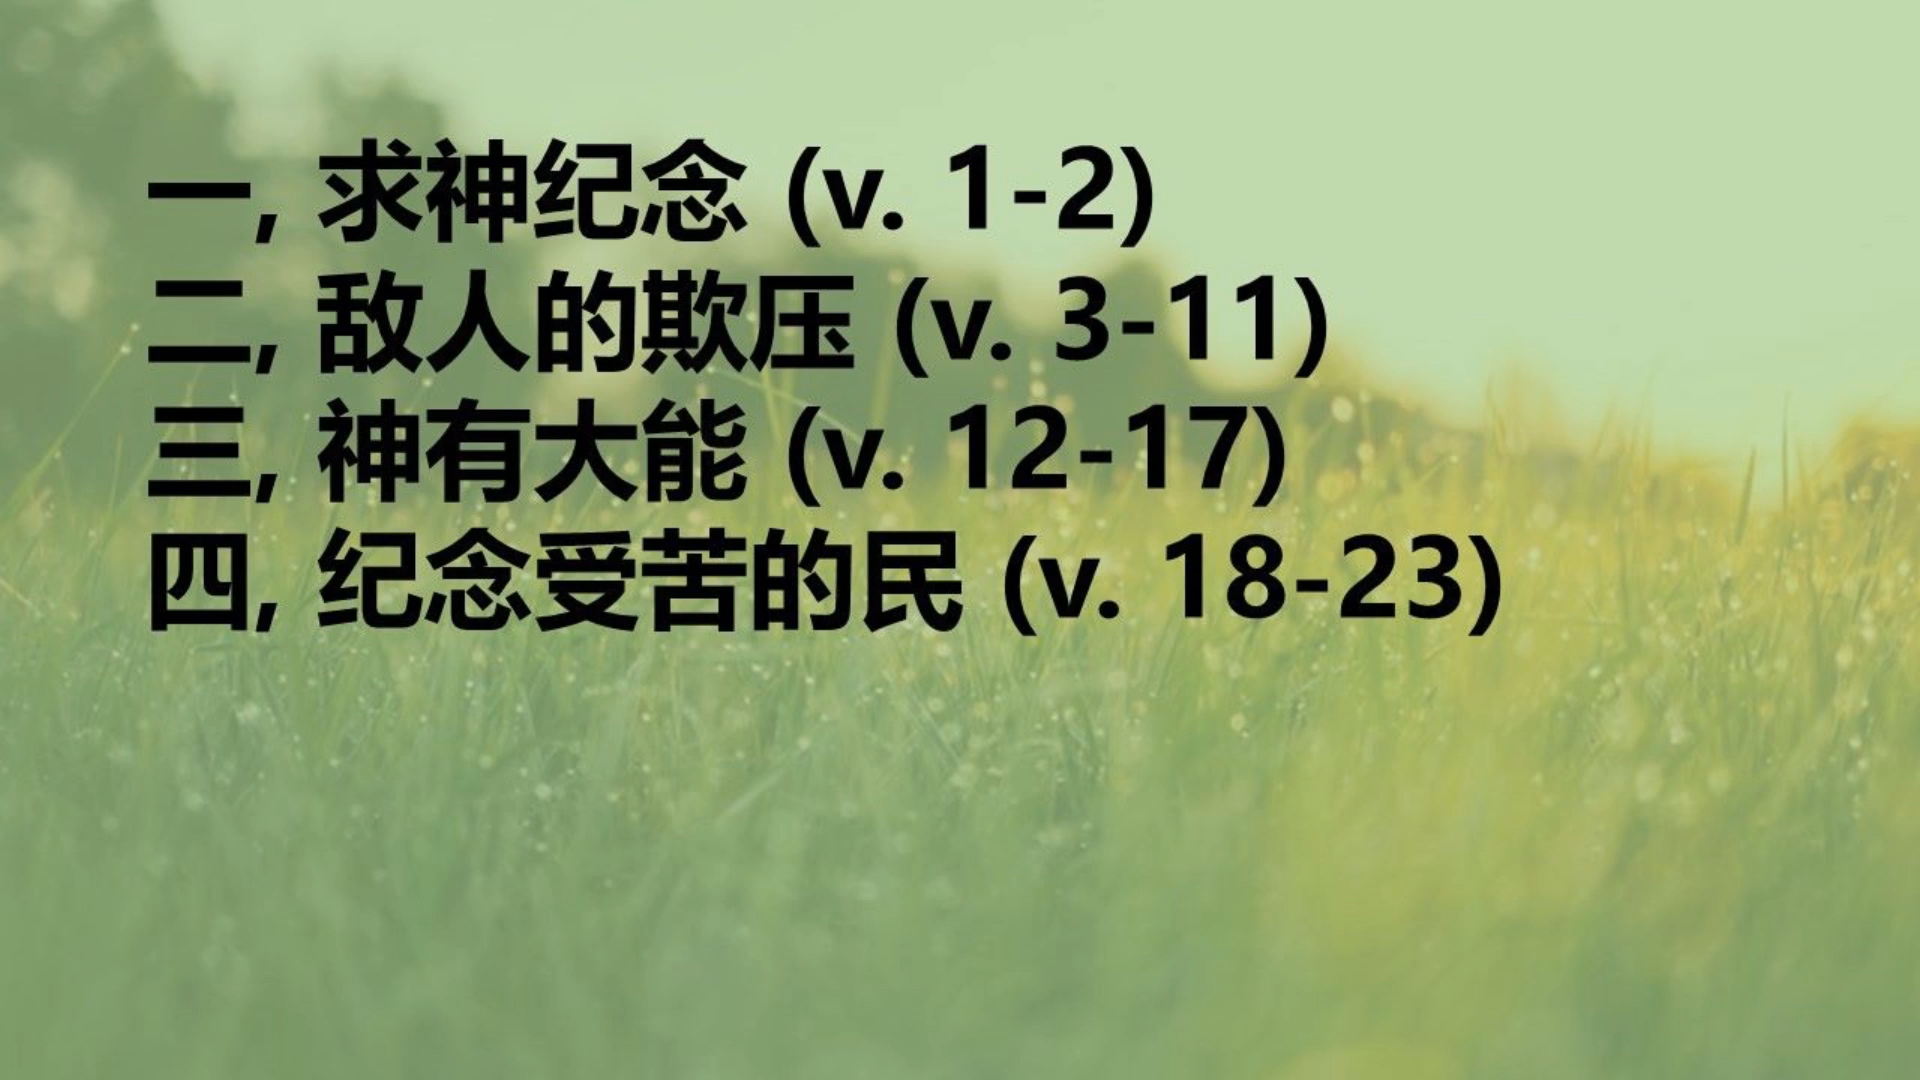 一, 求神纪念 (v. 1-2)
二, 敌人的欺压 (v. 3-11)
三, 神有大能 (v. 12-17)
四, 纪念受苦的民 (v. 18-23)